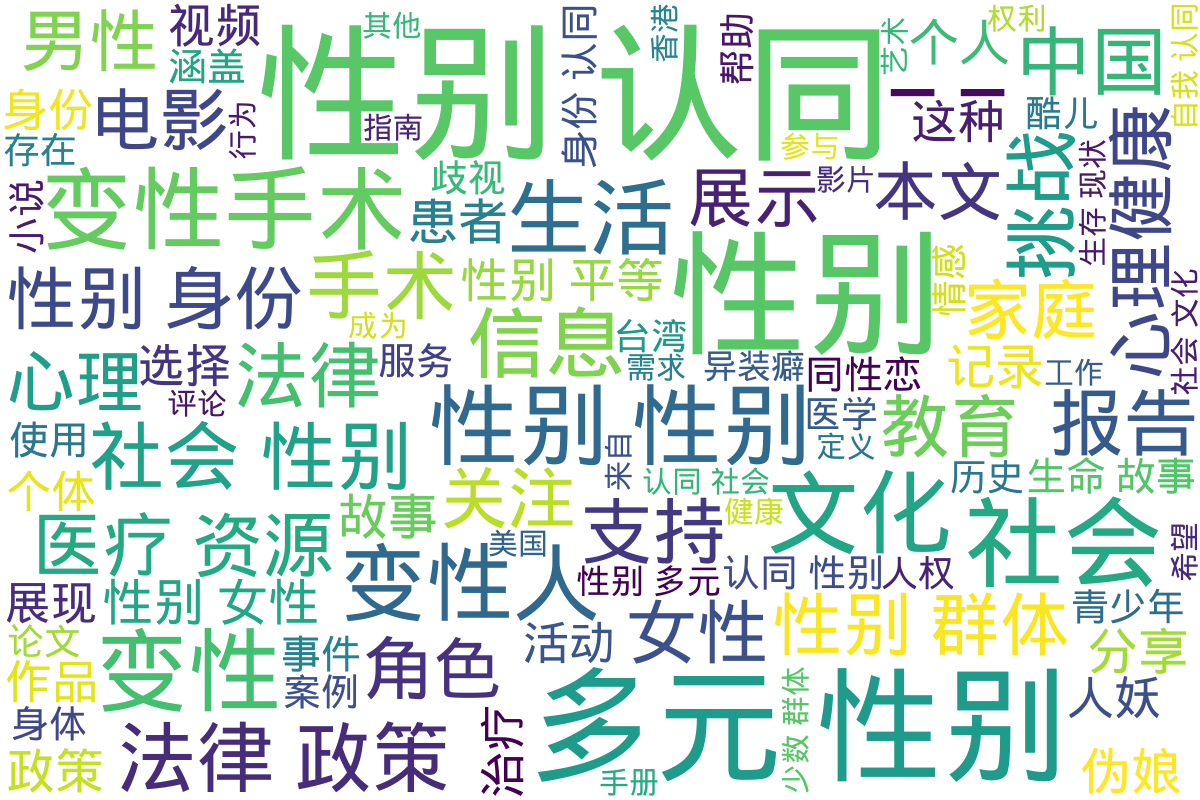 男性
视频
涵盖
其他
性别 认同
身份 认同
香港
帮助
艺术
个人
权利
中国
自我 认同
身份
电影
行为
指南
参与
一一
这种
酷儿
存在
小说
变性手术
歧视
患者
生活
展示
影片
本文
挑战
生存 现状
心理健康
性别 身份
手术
性别 平等
性别
情感
家庭
社会文化
成为
信息
台湾
心理
选择
法律
服务
需求
异装癖
同性恋
记录
工作
评论
性别 性别
医学
教育
报告
使用
社会 性别
来自
定义
个体
故事
关注
认同 社会
文化
历史
生命 故事
医疗 资源
美国
支持
健康
社会
希望
展现
性别 女性
变性人
性别 多元
认同 性别
人权
论文
变性
事件
角色
活动
女性
性别 群体
青少年
分享
作品
案例
身体
多元 性别
少数 群体
人妖
政策
法律 政策
治疗
手册
伪娘